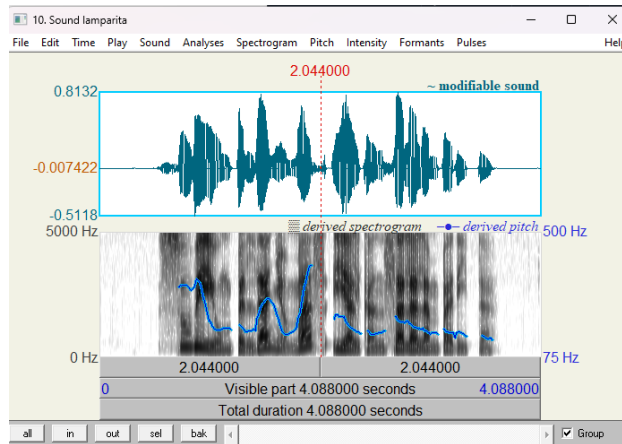 10. Sound lamparita
File Edit Time Play Sound Analyses Spectrogram Pitch Intensity Formants Pulses Help
2.044000
0.8132
~ modifiable sound
-0.007422
-0.5118
derived spectrogram derived pitch
5000 Hz 500 Hz
0 Hz 75 Hz
2.044000 2.044000
0 Visible part 4.088000 seconds 4.088000
Total duration 4.088000 seconds
all in out sel bak Group